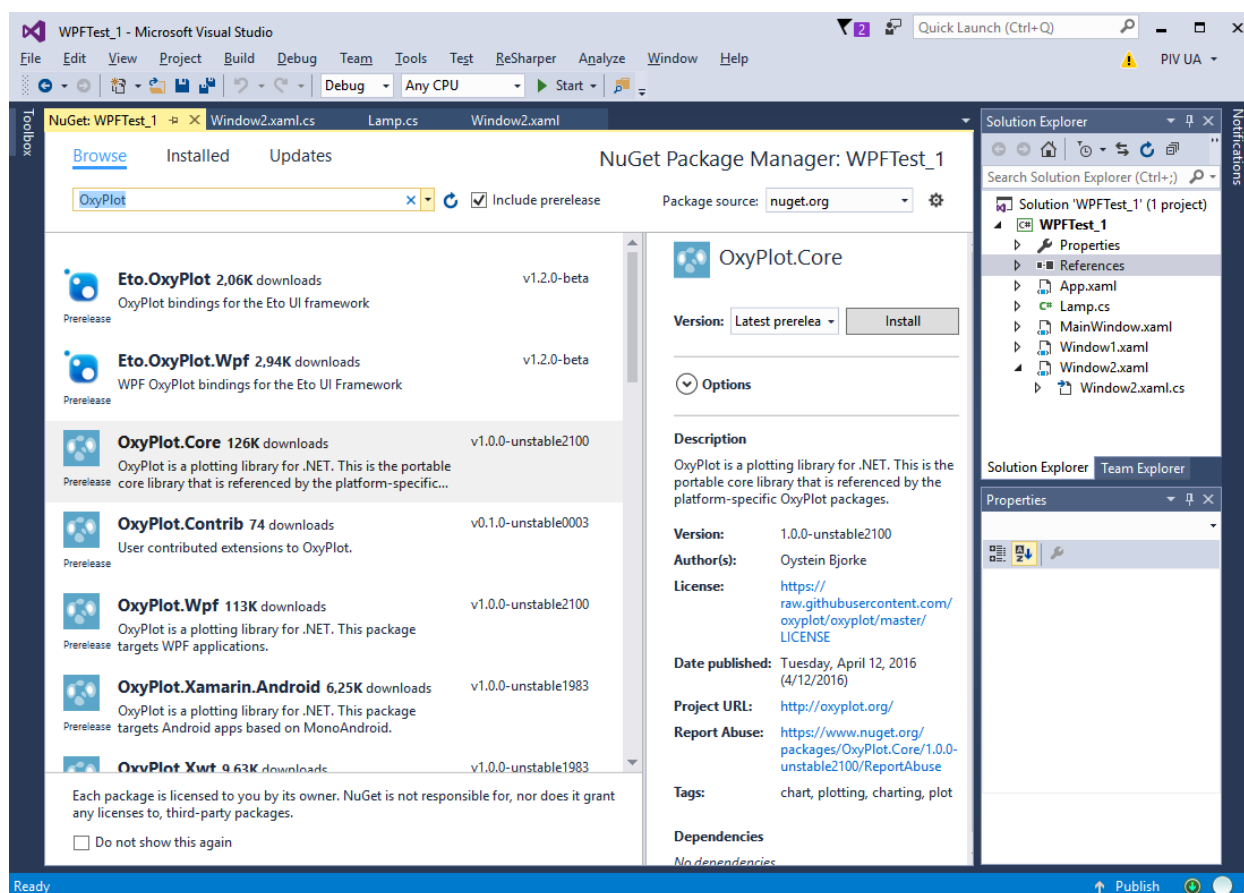 WPFTest_1 - Microsoft Visual Studio
2
Quick Launch (Ctrl+Q)
File Edit View Project Build Debug Team Tools Test ReSharper Analyze Window Help
PIV UA
Debug Any CPU Start
Toolbox
NuGet: WPFTest_1 Window2.xaml.cs Lamp.cs Window2.xaml
Browse Installed Updates
NuGet Package Manager: WPFTest_1
OxyPlot
Include prerelease
Package source: nuget.org
Eto.OxyPlot 2,06K downloads v1.2.0-beta
OxyPlot bindings for the Eto UI framework
Prerelease
Eto.OxyPlot.Wpf 2,94K downloads v1.2.0-beta
WPF OxyPlot bindings for the Eto UI Framework
Prerelease
OxyPlot.Core 126K downloads v1.0.0-unstable2100
OxyPlot is a plotting library for .NET. This is the portable
Prerelease core library that is referenced by the platform-specific...
OxyPlot.Contrib 74 downloads v0.1.0-unstable0003
User contributed extensions to OxyPlot.
Prerelease
OxyPlot.Wpf 113K downloads v1.0.0-unstable2100
OxyPlot is a plotting library for .NET. This package
Prerelease targets WPF applications.
OxyPlot.Xamarin.Android 6,25K downloads v1.0.0-unstable1983
OxyPlot is a plotting library for .NET. This package
Prerelease targets Android apps based on MonoAndroid.
OxyPlot.Xwt 9,63K downloads v1.0.0-unstable1983
Each package is licensed to you by its owner. NuGet is not responsible for, nor does it grant
any licenses to, third-party packages.
Do not show this again
OxyPlot.Core
Version: Latest prerelea Install
Options
Description
OxyPlot is a plotting library for .NET. This is the
portable core library that is referenced by the
platform-specific OxyPlot packages.
Version: 1.0.0-unstable2100
Author(s): Oystein Bjorke
License: https://
raw.githubusercontent.com/
oxyplot/oxyplot/master/
LICENSE
Date published: Tuesday, April 12, 2016
(4/12/2016)
Project URL: http://oxyplot.org/
Report Abuse: https://www.nuget.org/
packages/OxyPlot.Core/1.0.0-
unstable2100/ReportAbuse
Tags: chart, plotting, charting, plot
Dependencies
No dependencies
Solution Explorer
Search Solution Explorer (Ctrl+;)
Solution 'WPFTest_1' (1 project)
C# WPFTest_1
Properties
References
App.xaml
C# Lamp.cs
MainWindow.xaml
Window1.xaml
Window2.xaml
Window2.xaml.cs
Solution Explorer Team Explorer
Properties
Notifications
Ready
Publish